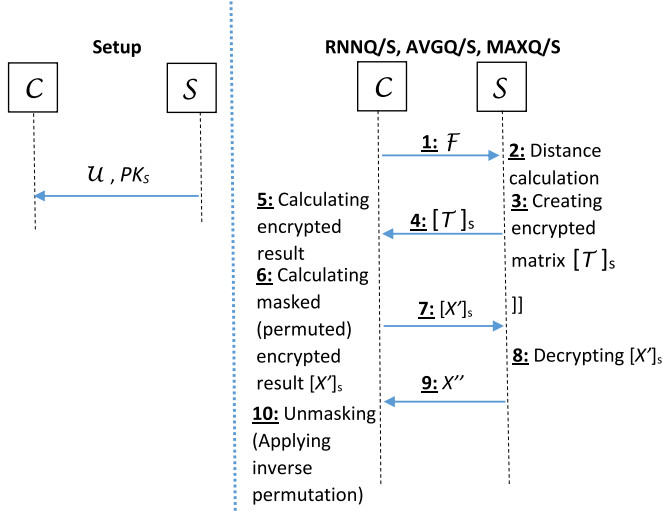 Setup
C
S
U , PKs
RNNQ/S, AVGQ/S, MAXQ/S
C
S
1: F
2: Distance
calculation
3: Creating
encrypted
matrix [T]s
4: [T]s
5: Calculating
encrypted
result
6: Calculating
masked
(permuted)
encrypted
result [X']s
7: [X']s
]]
8: Decrypting [X']s
9: X''
10: Unmasking
(Applying
inverse
permutation)